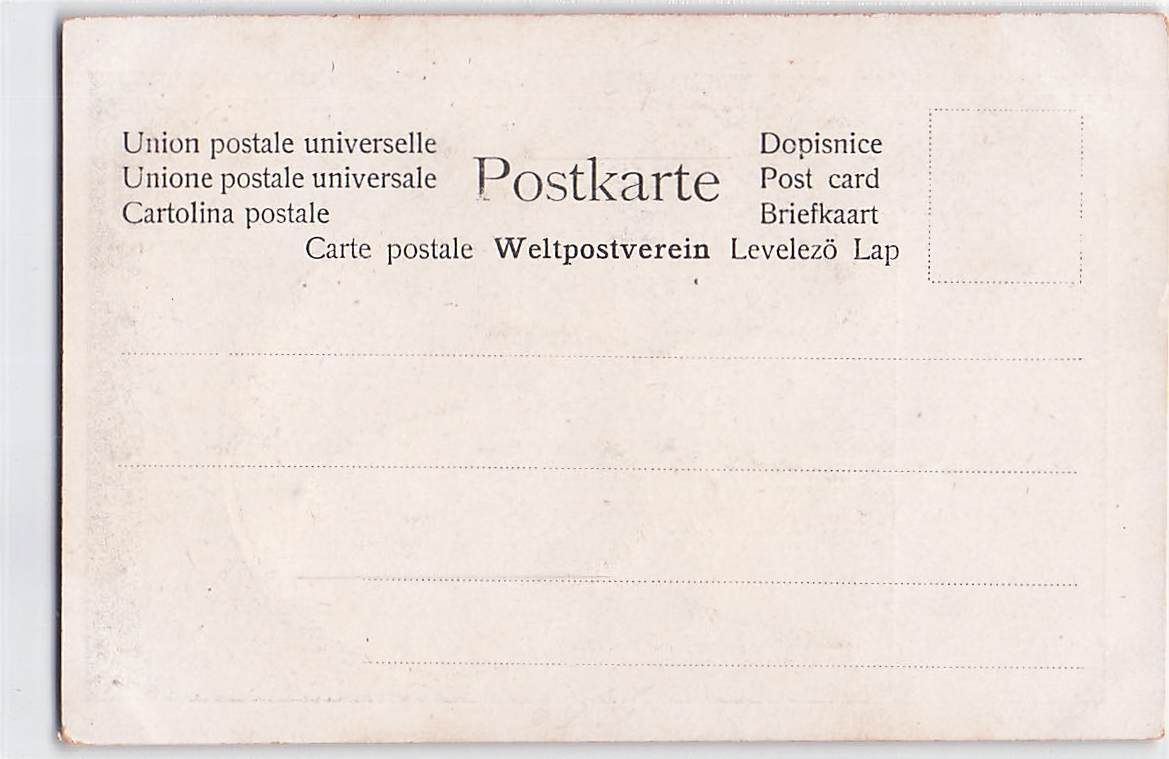 Union postale universelle
Unione postale universale
Cartolina postale
Postkarte
Dopisnice
Post card
Briefkaart
Carte postale Weltpostverein Levelezö Lap